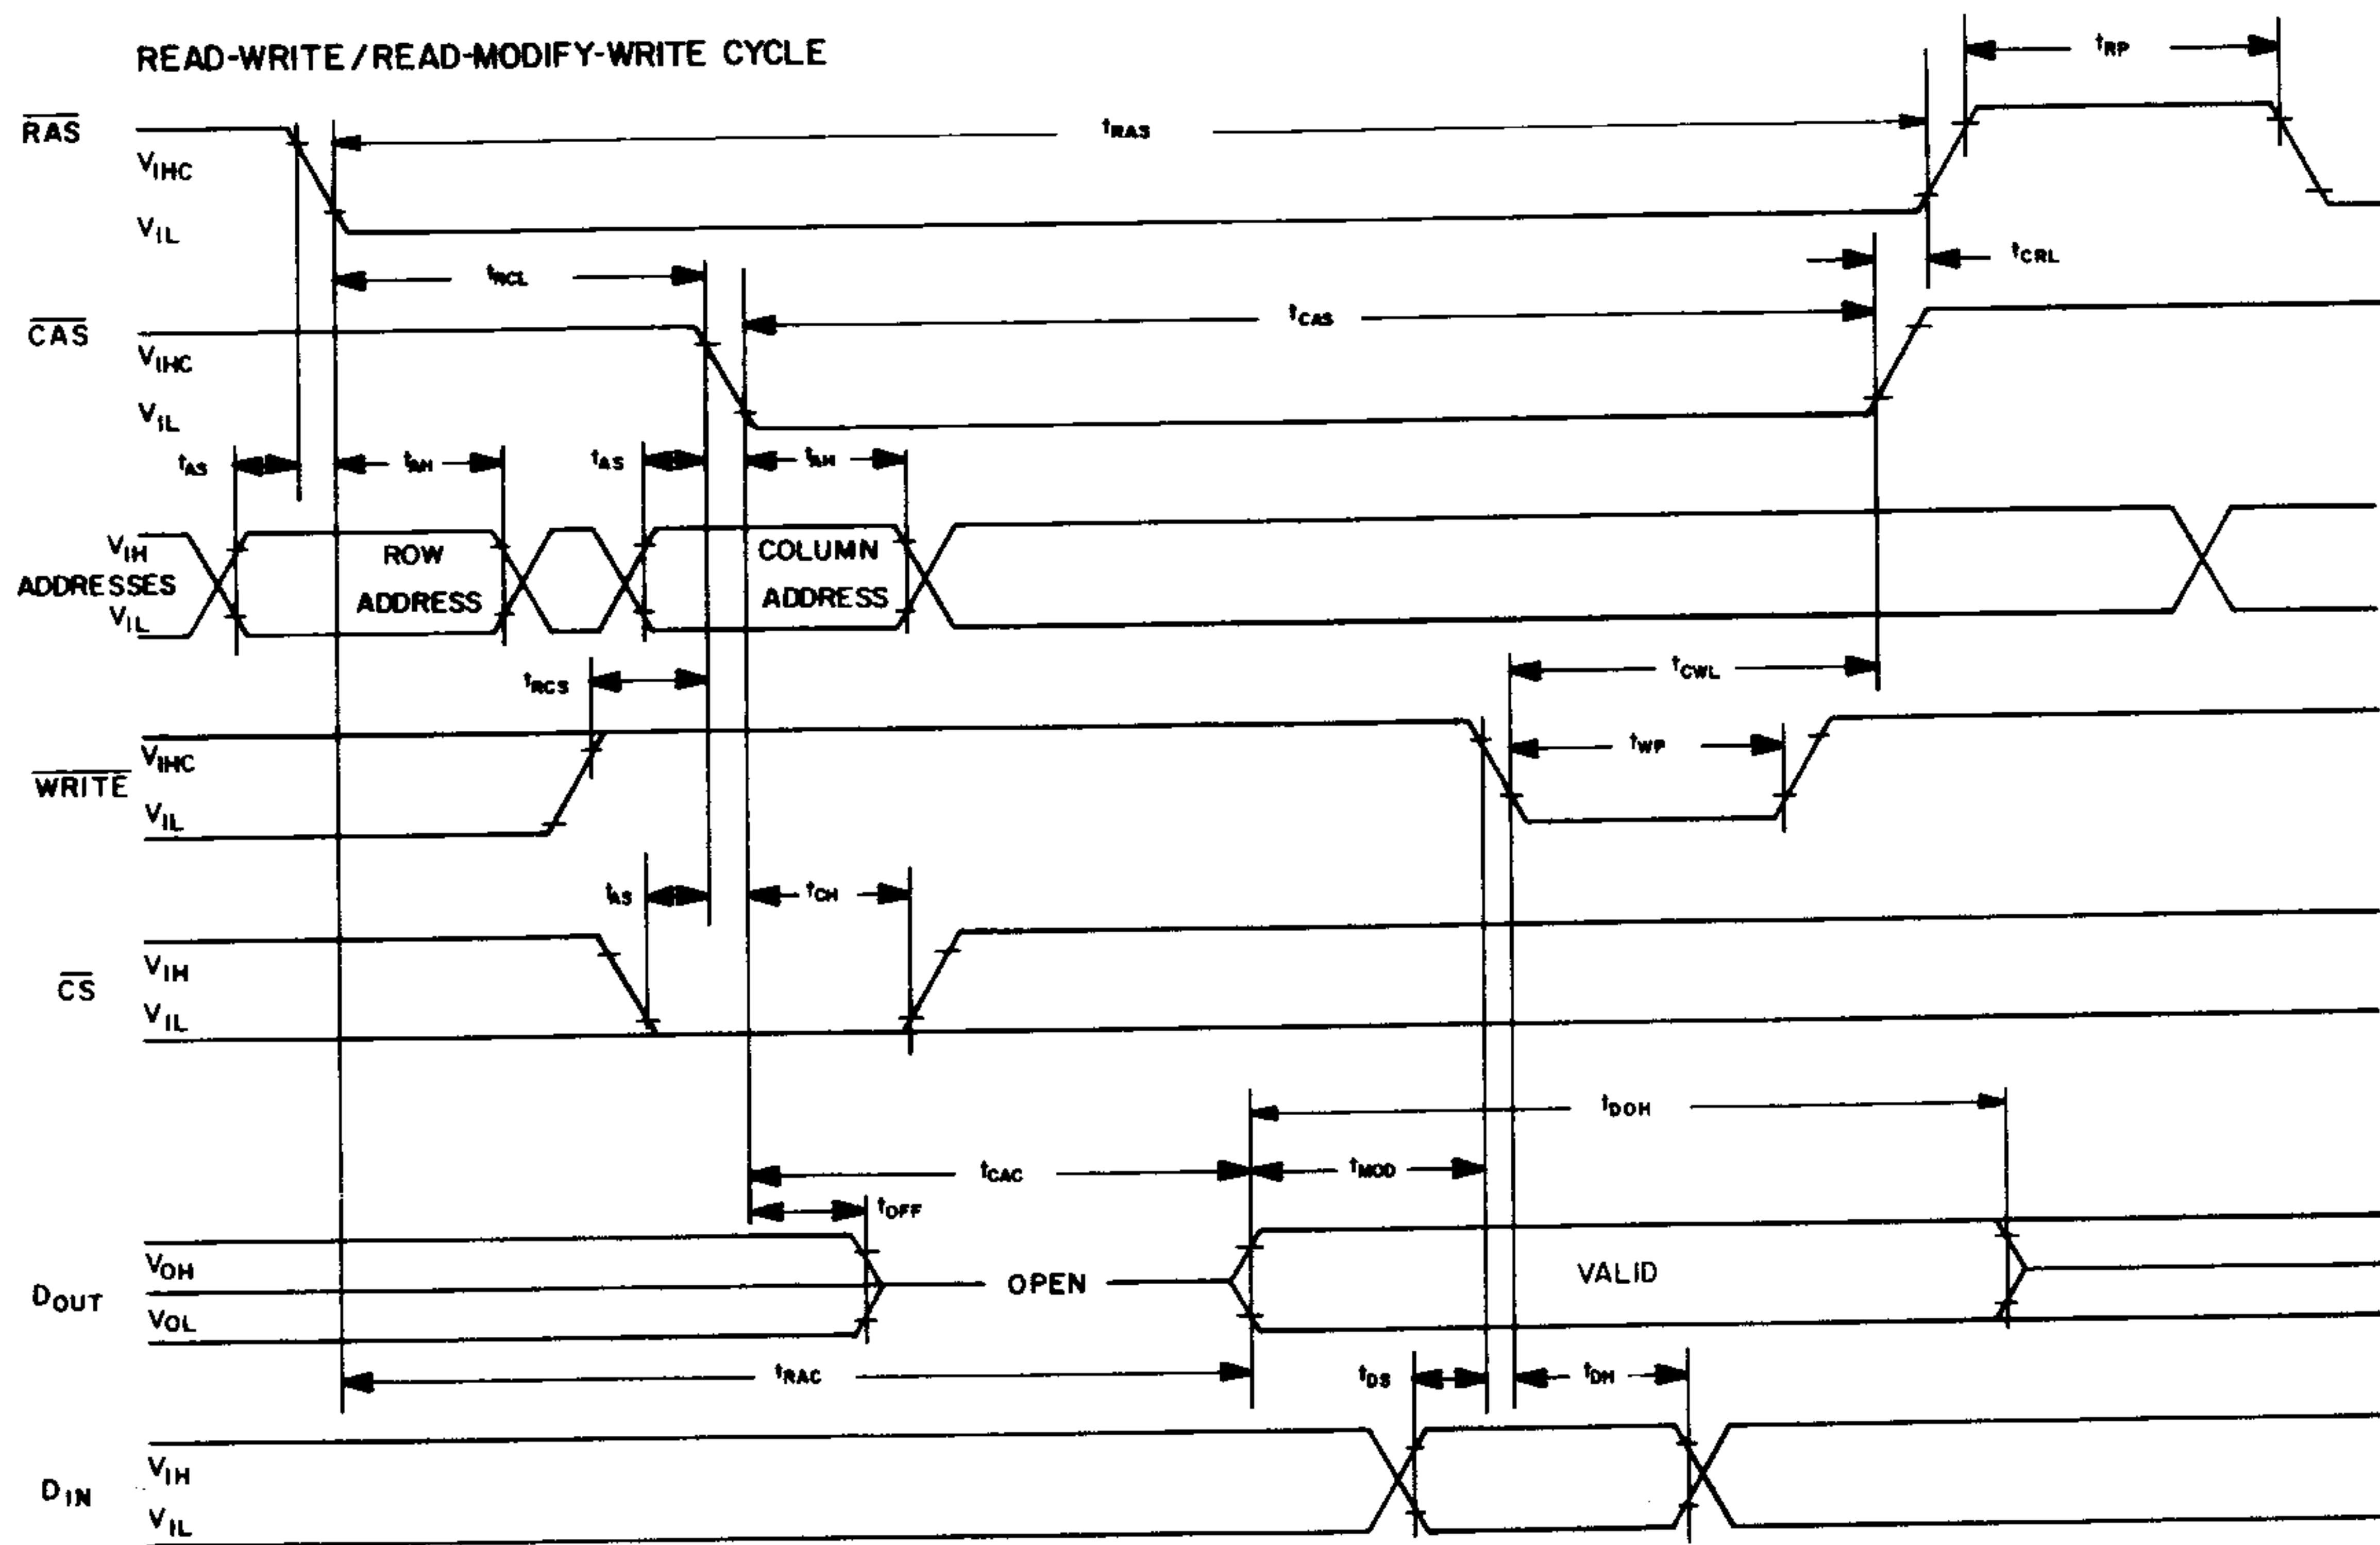 READ-WRITE/READ-MODIFY-WRITE CYCLE
tRP
RAS
tRAS
VIHC
VIL
tCRL
tRCL
CAS
tCAS
VIHC
VIL
tAS
tAH
tAS
tAH
VIH
ROW
COLUMN
ADDRESSES
ADDRESS
ADDRESS
VIL
tRCS
tCWL
VIHC
tWP
WRITE
VIL
tAS
tCH
VIH
CS
VIL
tDOH
tCAC
tMOD
tOFF
VOH
OPEN
VALID
DOUT
VOL
tRAC
tDS
tDH
VIH
DIN
VIL